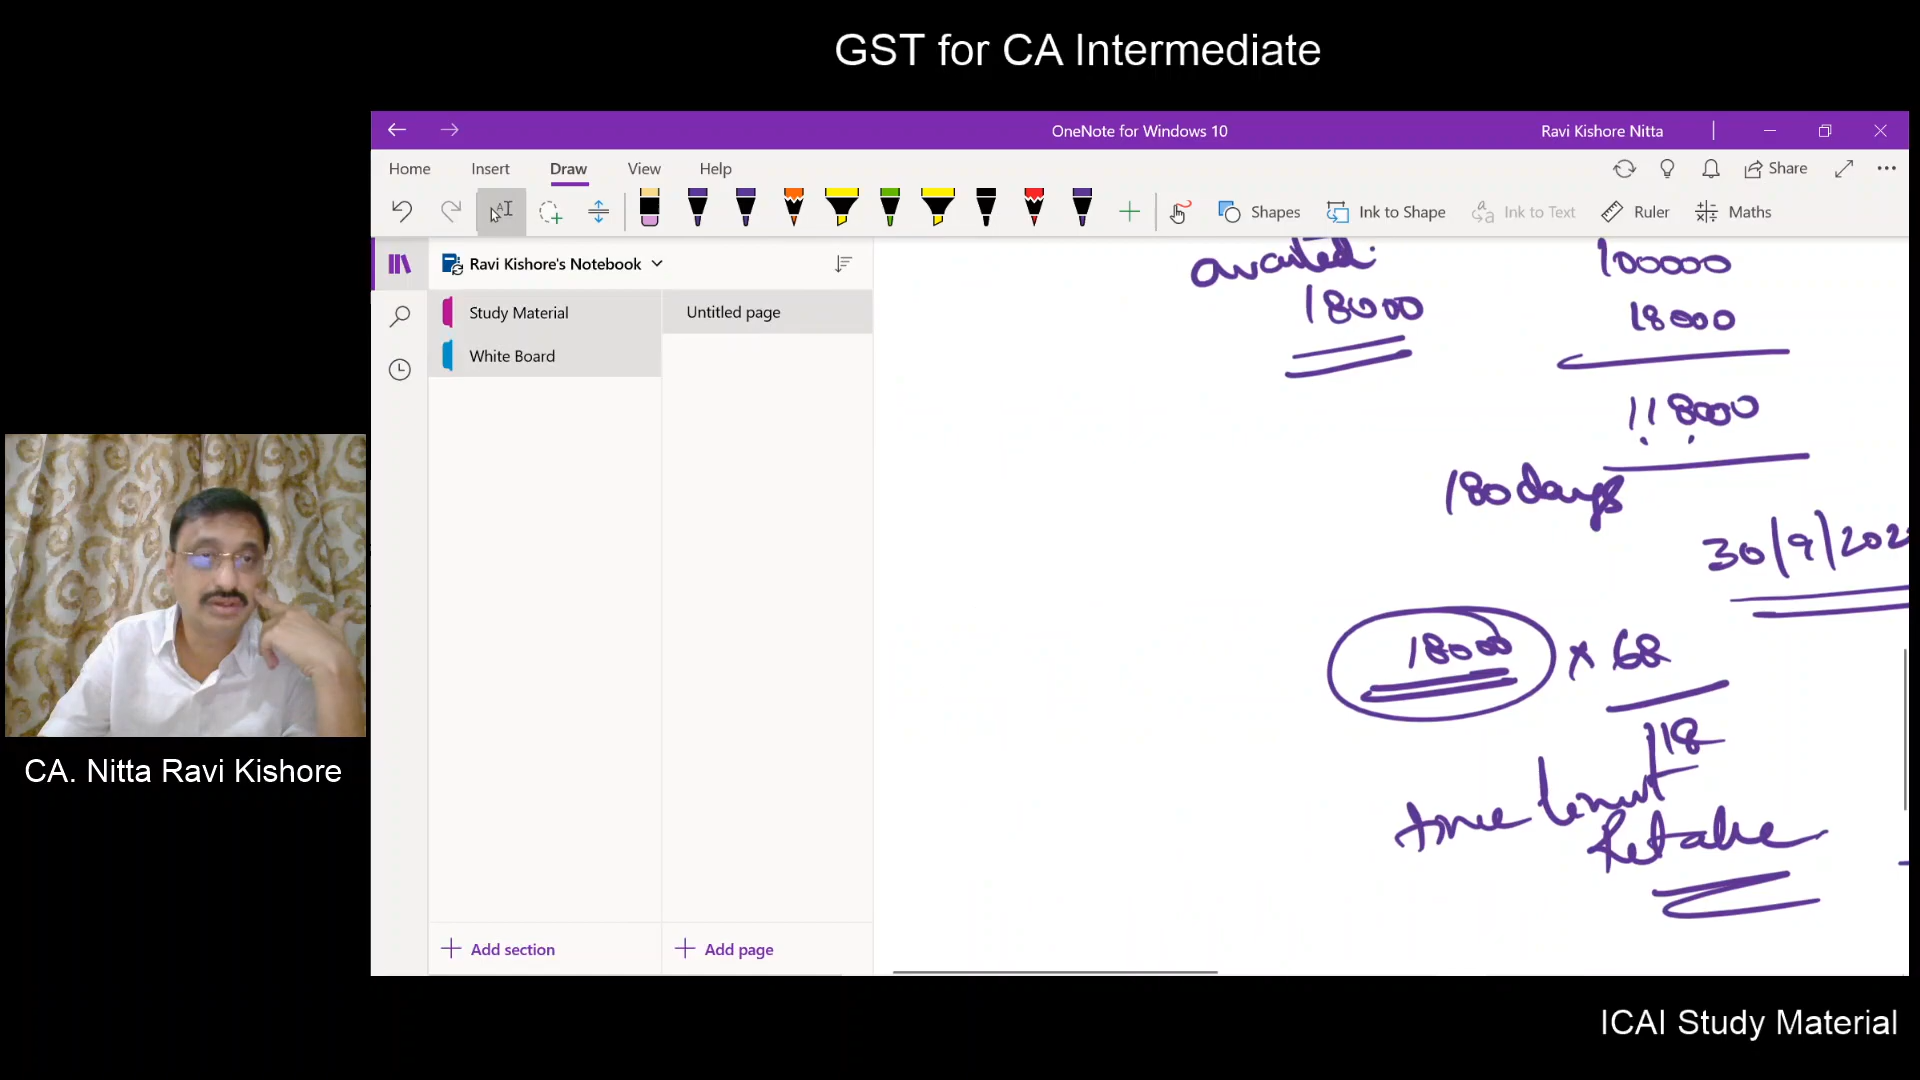 GST for CA Intermediate
OneNote for Windows 10
Ravi Kishore Nitta
Home Insert Draw View Help
Share
Shapes Ink to Shape Ink to Text Ruler Maths
Ravi Kishore's Notebook
Study Material
Untitled page
White Board
availed
100000
18000
18000
118000
180 days
30/9/202
18000 × 68
118
time limit
Retake
CA. Nitta Ravi Kishore
Add section
Add page
ICAI Study Material